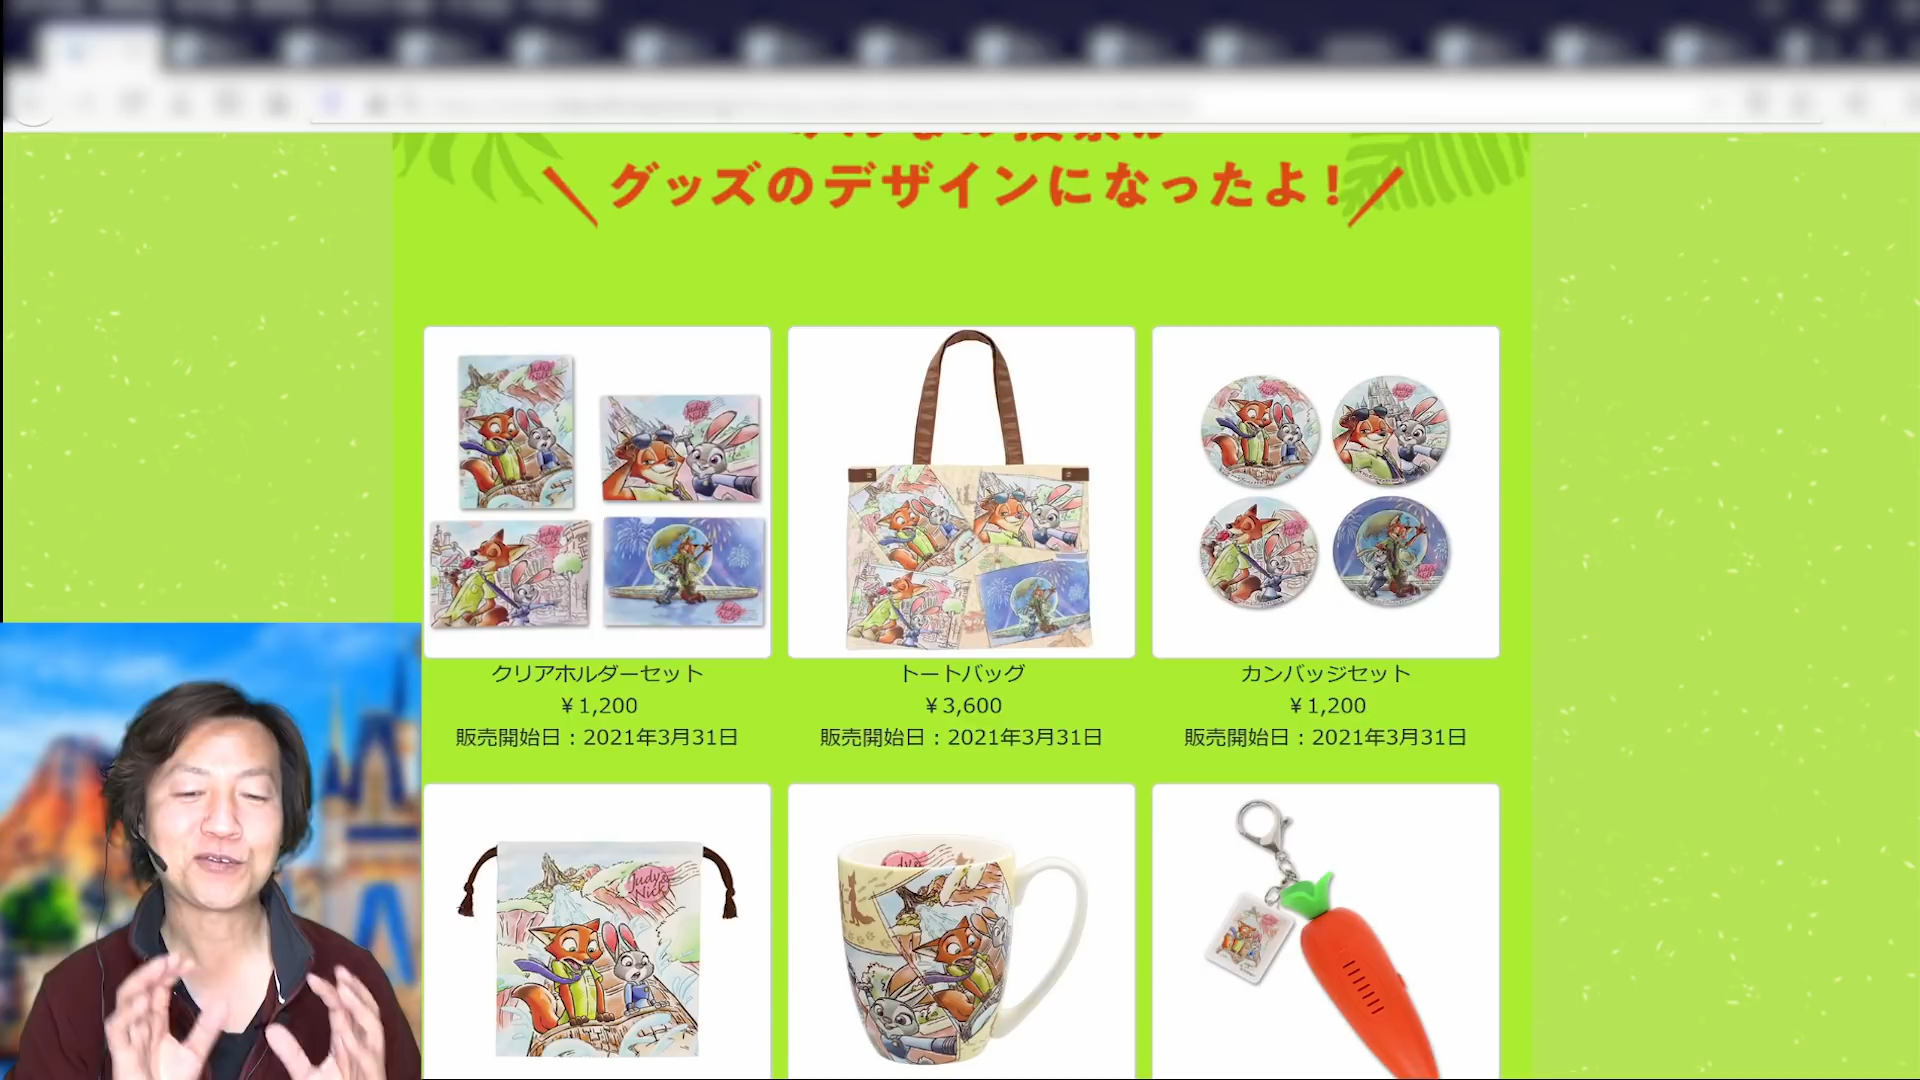 グッズのデザインになったよ!
クリアホルダーセット
¥1,200
販売開始日:2021年3月31日
トートバッグ
¥3,600
販売開始日:2021年3月31日
カンバッジセット
¥1,200
販売開始日:2021年3月31日
Judy & Nick